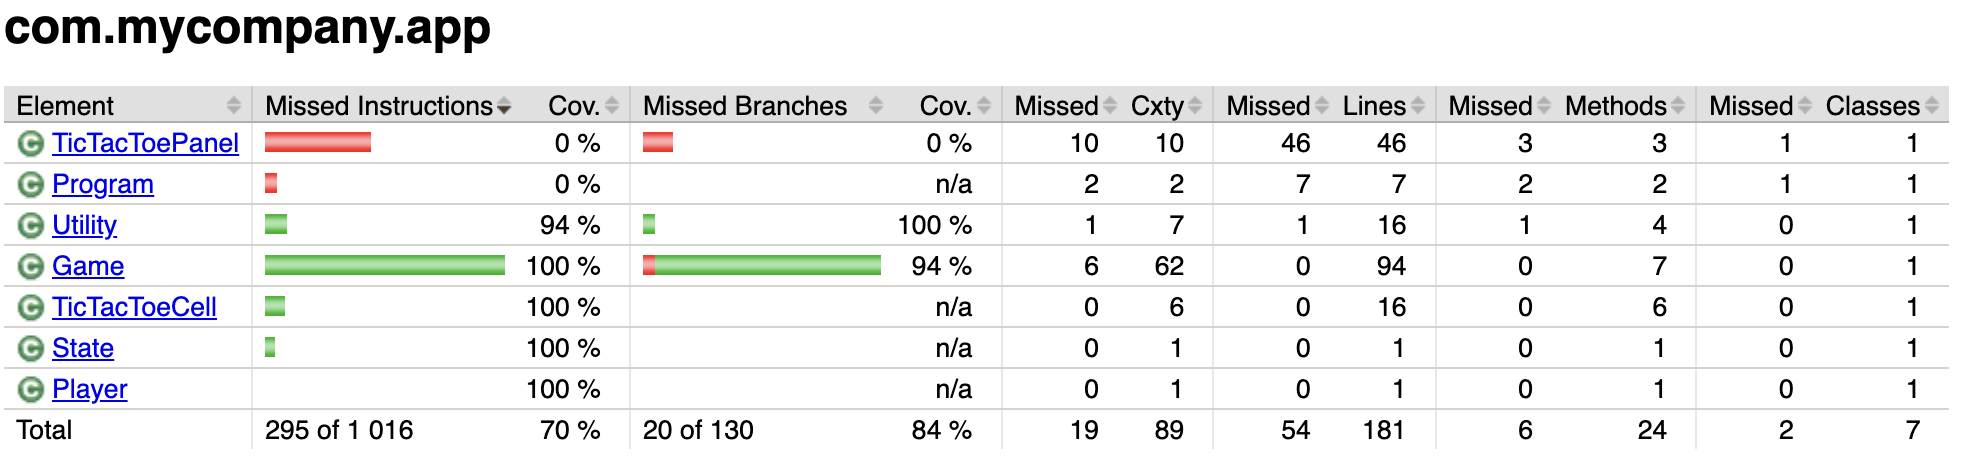 com.mycompany.app
Element Missed Instructions Cov. Missed Branches Cov. Missed Cxty Missed Lines Missed Methods Missed Classes
C TicTacToePanel 0 % 0 % 10 10 46 46 3 3 1 1
C Program 0 % n/a 2 2 7 7 2 2 1 1
C Utility 94 % 100 % 1 7 1 16 1 4 0 1
C Game 100 % 94 % 6 62 0 94 0 7 0 1
C TicTacToeCell 100 % n/a 0 6 0 16 0 6 0 1
C State 100 % n/a 0 1 0 1 0 1 0 1
C Player 100 % n/a 0 1 0 1 0 1 0 1
Total 295 of 1 016 70 % 20 of 130 84 % 19 89 54 181 6 24 2 7